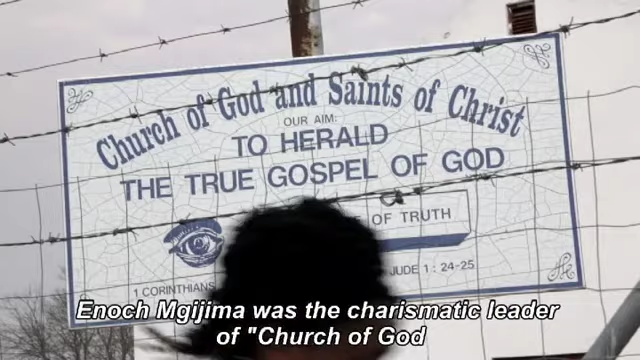 Church of God and Saints of Christ
OUR AIM:
TO HERALD
THE TRUE GOSPEL OF GOD
OF TRUTH
1 CORINTHIANS
JUDE 1 : 24-25
Enoch Mgijima was the charismatic leader
of "Church of God